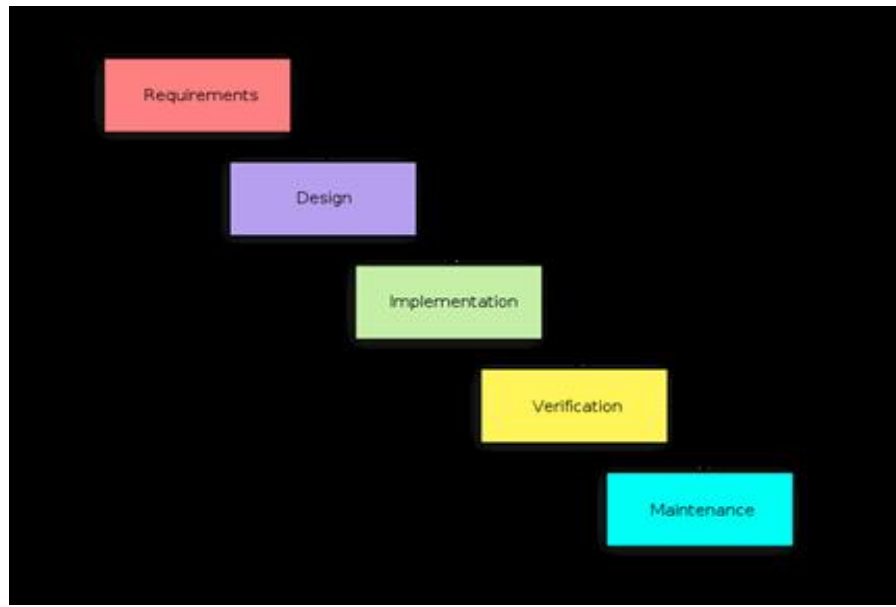 Requirements
Design
Implementation
Verification
Maintenance